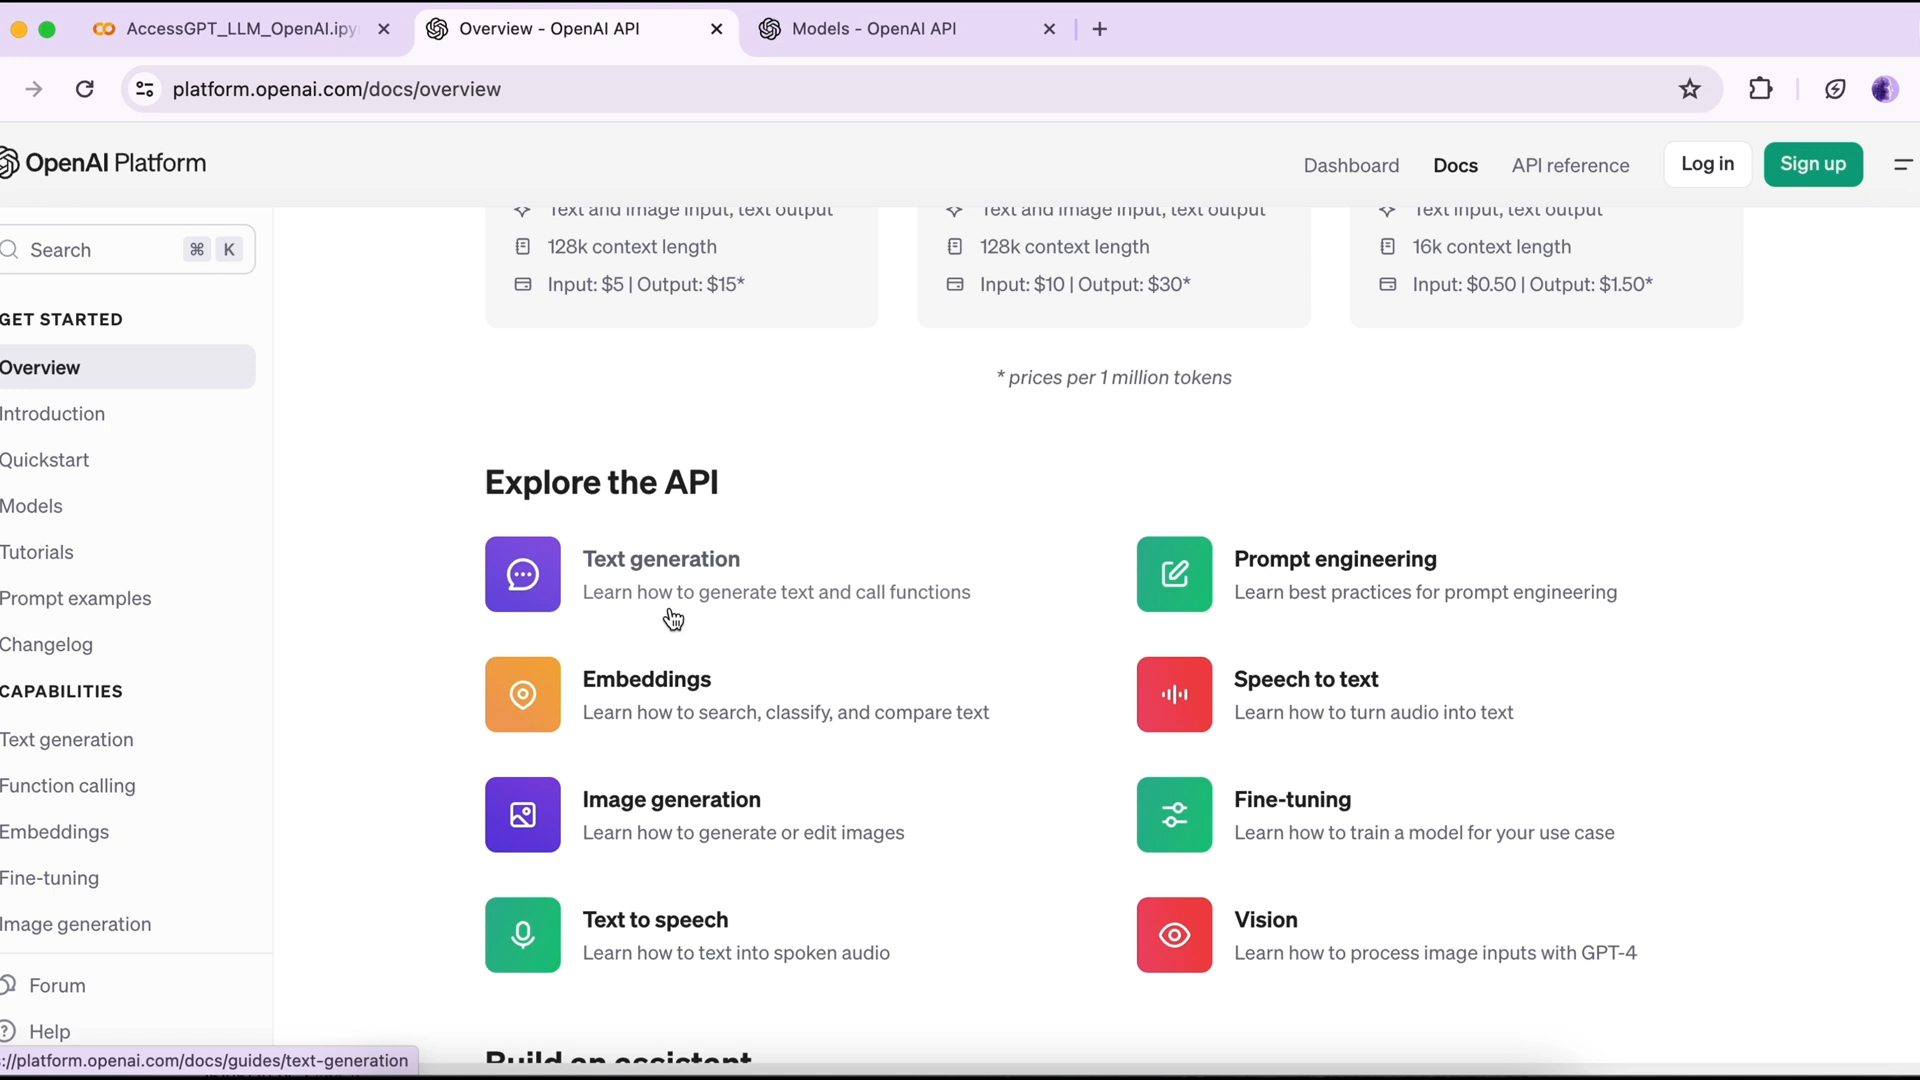 AccessGPT_LLM_OpenAI.ipy
Overview - OpenAI API
Models - OpenAI API
platform.openai.com/docs/overview
OpenAI Platform
Dashboard
Docs
API reference
Log in
Sign up
Search
⌘ K
GET STARTED
Overview
Introduction
Quickstart
Models
Tutorials
Prompt examples
Changelog
CAPABILITIES
Text generation
Function calling
Embeddings
Fine-tuning
Image generation
Forum
Help
://platform.openai.com/docs/guides/text-generation
Text and image input, text output
128k context length
Input: $5 | Output: $15*
Text and image input, text output
128k context length
Input: $10 | Output: $30*
Text input, text output
16k context length
Input: $0.50 | Output: $1.50*
* prices per 1 million tokens
Explore the API
Text generation
Learn how to generate text and call functions
Prompt engineering
Learn best practices for prompt engineering
Embeddings
Learn how to search, classify, and compare text
Speech to text
Learn how to turn audio into text
Image generation
Learn how to generate or edit images
Fine-tuning
Learn how to train a model for your use case
Text to speech
Learn how to text into spoken audio
Vision
Learn how to process image inputs with GPT-4
Build an assistant